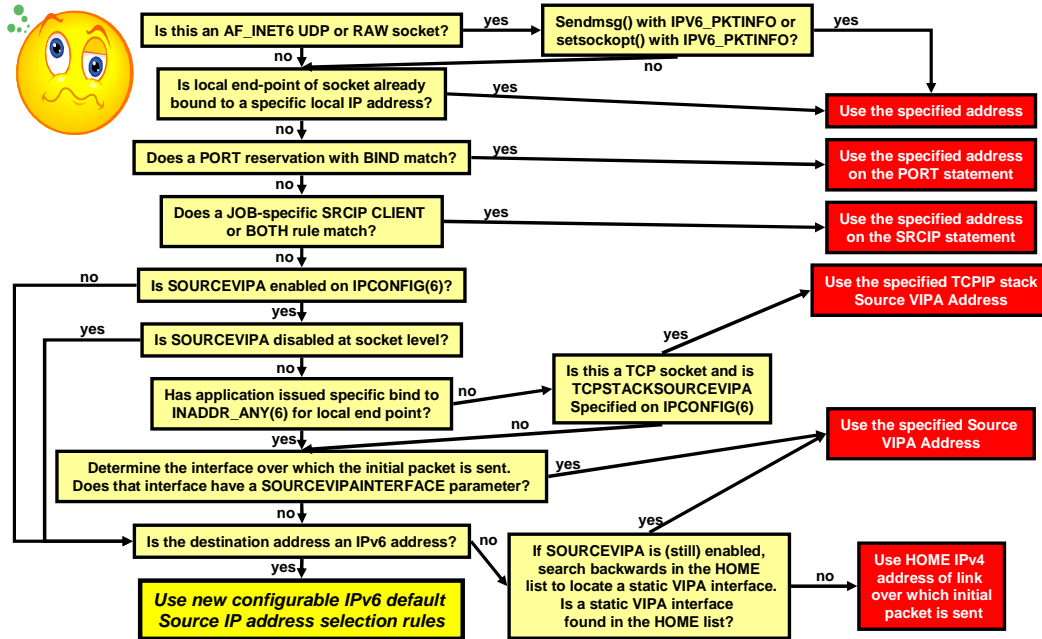 Is this an AF_INET6 UDP or RAW socket?
yes
Sendmsg() with IPV6_PKTINFO or
setsockopt() with IPV6_PKTINFO?
yes
no
no
Is local end-point of socket already
bound to a specific local IP address?
yes
Use the specified address
no
Does a PORT reservation with BIND match?
yes
Use the specified address
on the PORT statement
no
Does a JOB-specific SRCIP CLIENT
or BOTH rule match?
yes
Use the specified address
on the SRCIP statement
no
no
Is SOURCEVIPA enabled on IPCONFIG(6)?
Use the specified TCPIP stack
Source VIPA Address
yes
yes
Is SOURCEVIPA disabled at socket level?
yes
no
Is this a TCP socket and is
TCPSTACKSOURCEVIPA
Specified on IPCONFIG(6)
Has application issued specific bind to
INADDR_ANY(6) for local end point?
no
yes
no
Use the specified Source
VIPA Address
Determine the interface over which the initial packet is sent.
Does that interface have a SOURCEVIPAINTERFACE parameter?
yes
no
yes
Is the destination address an IPv6 address?
no
If SOURCEVIPA is (still) enabled,
search backwards in the HOME
list to locate a static VIPA interface.
Is a static VIPA interface
found in the HOME list?
no
Use HOME IPv4
address of link
over which initial
packet is sent
yes
Use new configurable IPv6 default
Source IP address selection rules